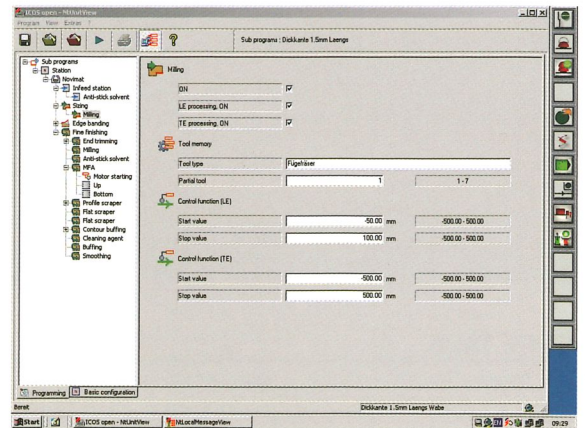 ICOS open - NtUnitView
Program View Extras ?
Sub programs : Dickkante 1.5mm Laengs
Sub programs
Station
Novimat
Infeed station
Anti-stick solvent
Sizing
Milling
Edge banding
Fine finishing
End trimming
Milling
Anti-stick solvent
MFA
Motor starting
Up
Bottom
Profile scraper
Flat scraper
Flat scraper
Contour buffing
Cleaning agent
Buffing
Smoothing
Milling
ON
LE processing, ON
TE processing, ON
Tool memory
Tool type Fügefräser
Partial tool 1 1 - 7
Control function (LE)
Start value -50.00 mm -500.00 - 500.00
Stop value 100.00 mm -500.00 - 500.00
Control function (TE)
Start value -500.00 mm -500.00 - 500.00
Stop value 500.00 mm -500.00 - 500.00
Programming Basic configuration
Bereit Dickkante 1.5mm Laengs Wabe
Start ICOS open - NtUnitView NtLocalMessageView 09:29